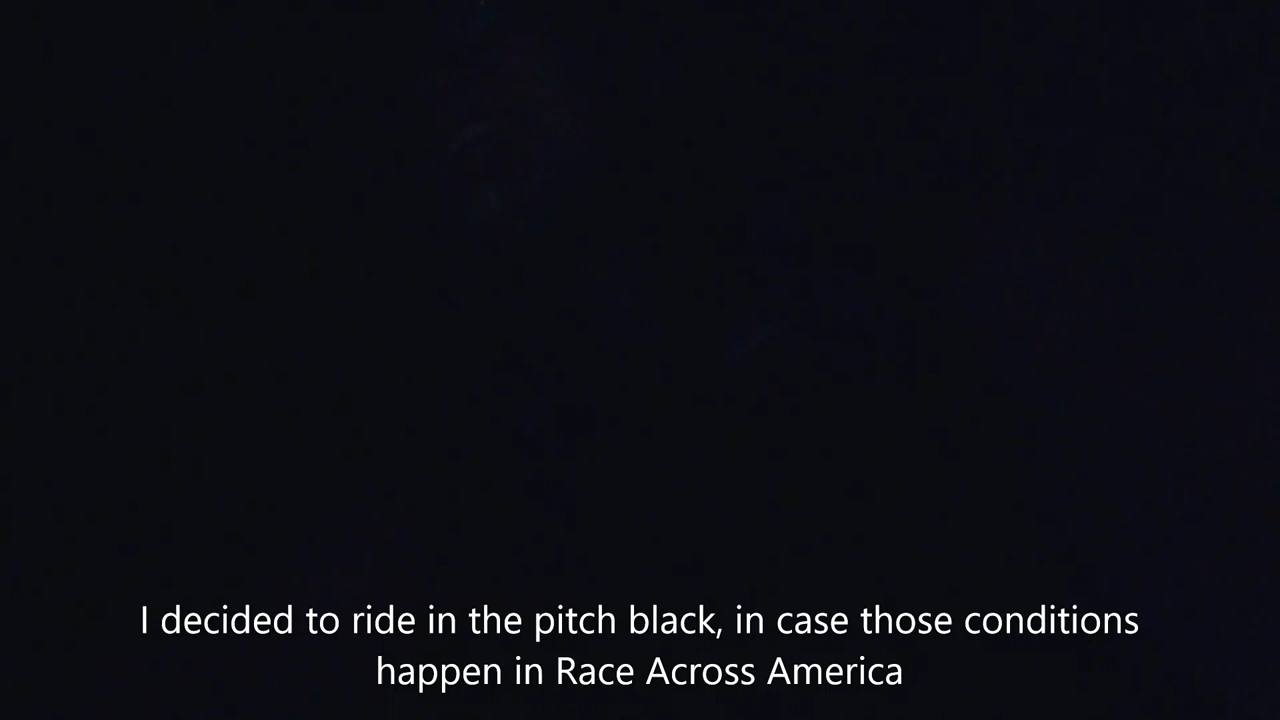 I decided to ride in the pitch black, in case those conditions
happen in Race Across America